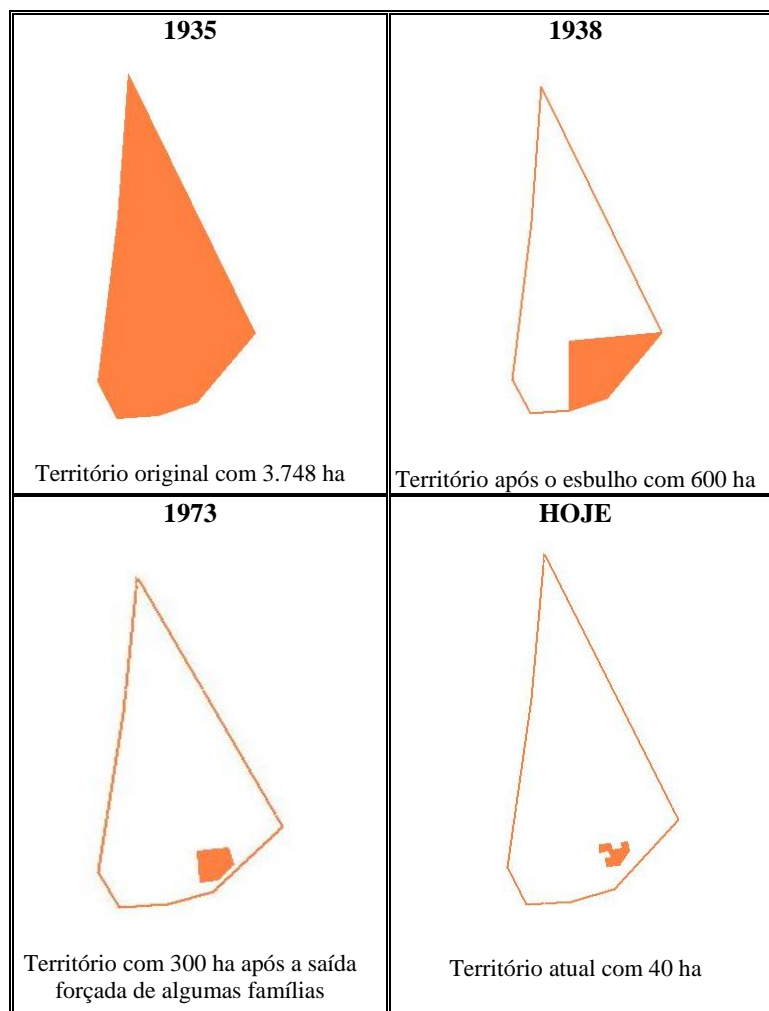 1935
Território original com 3.748 ha
1938
Território após o esbulho com 600 ha
1973
Território com 300 ha após a saída
forçada de algumas famílias
HOJE
Território atual com 40 ha